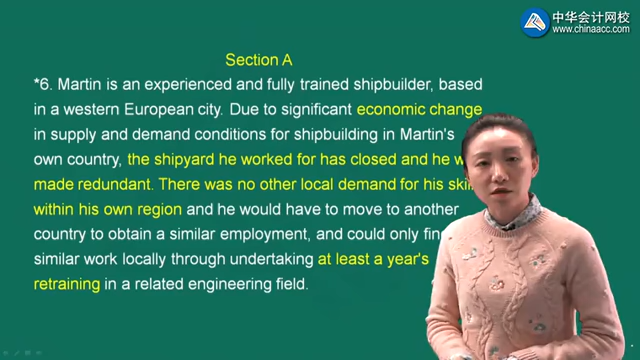 中华会计网校
www.chinaacc.com
Section A
*6. Martin is an experienced and fully trained shipbuilder, based
in a western European city. Due to significant economic change
in supply and demand conditions for shipbuilding in Martin's
own country, the shipyard he worked for has closed and he
made redundant. There was no other local demand for his
within his own region and he would have to move to another
country to obtain a similar employment, and could only
similar work locally through undertaking at least a year's
retraining in a related engineering field.